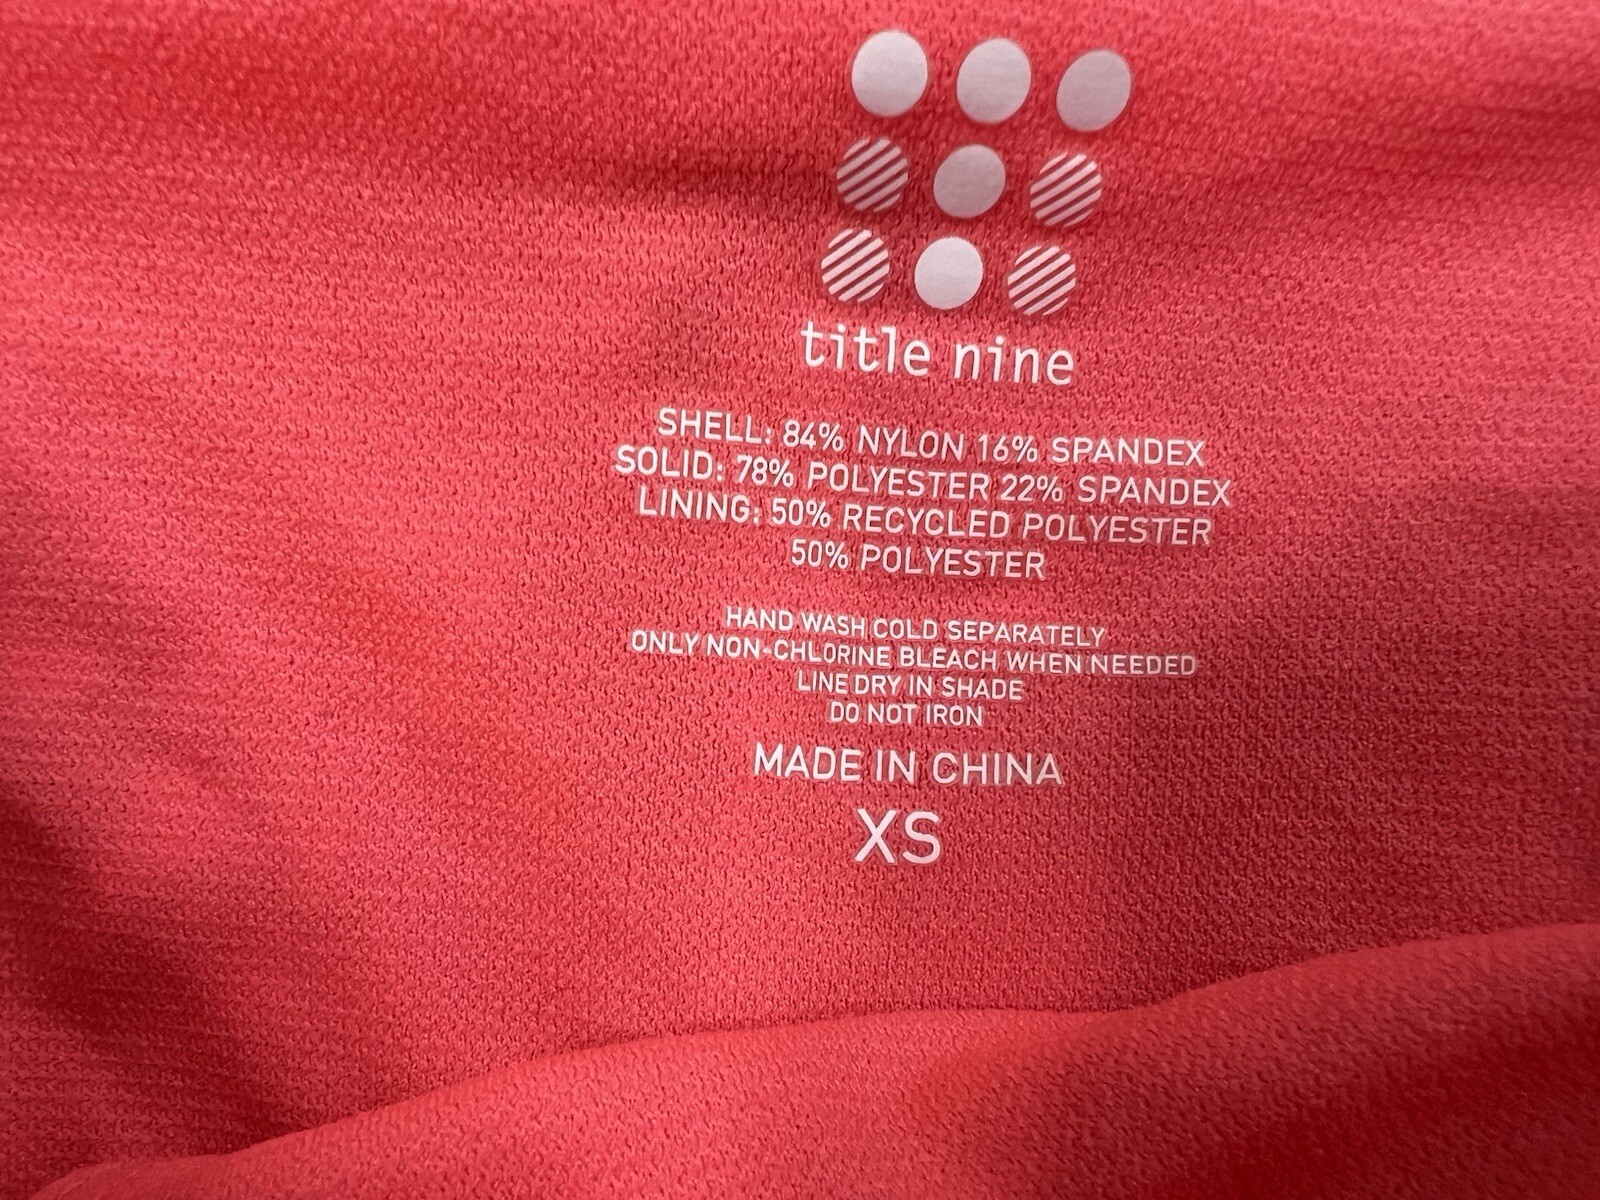 title nine
SHELL: 84% NYLON 16% SPANDEX
SOLID: 78% POLYESTER 22% SPANDEX
LINING: 50% RECYCLED POLYESTER
50% POLYESTER
HAND WASH COLD SEPARATELY
ONLY NON-CHLORINE BLEACH WHEN NEEDED
LINE DRY IN SHADE
DO NOT IRON
MADE IN CHINA
XS